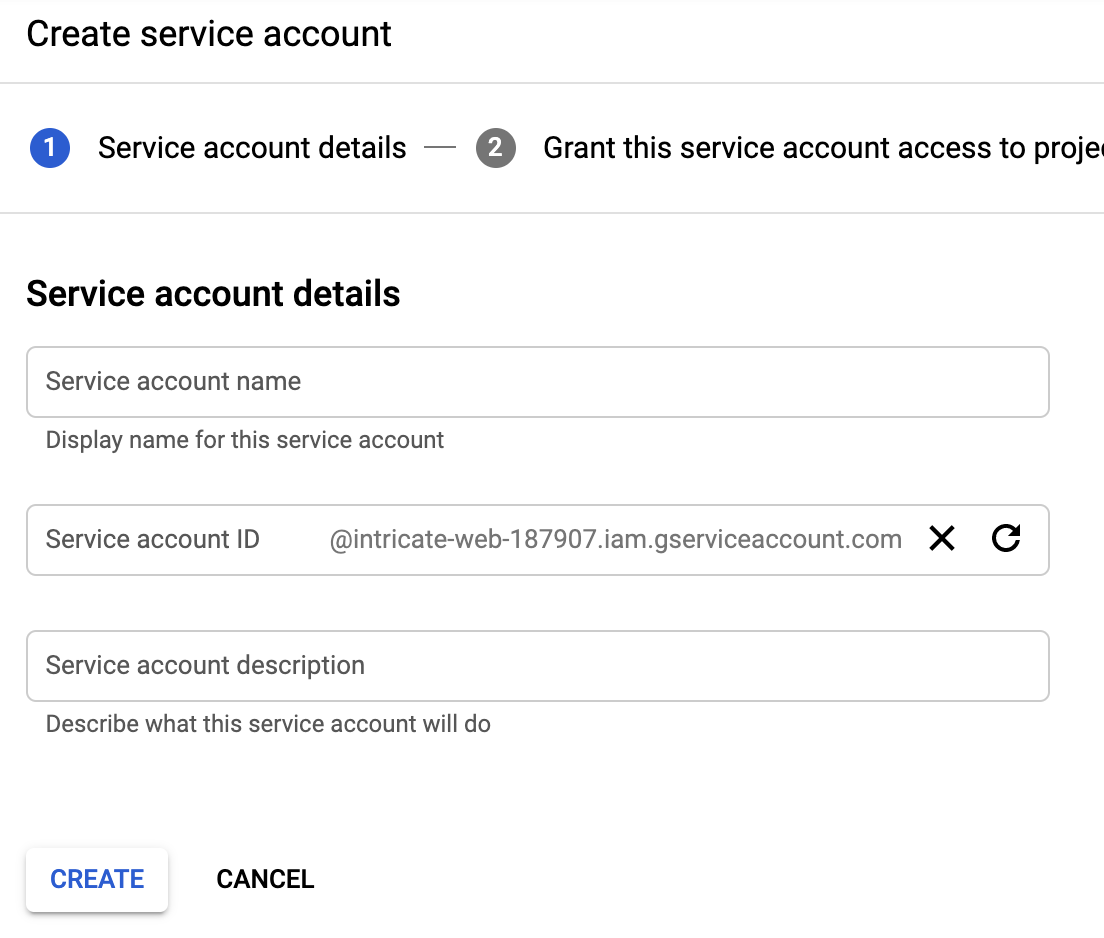 Create service account
1 Service account details — 2 Grant this service account access to projec
Service account details
Service account name
Display name for this service account
Service account ID @intricate-web-187907.iam.gserviceaccount.com
Service account description
Describe what this service account will do
CREATE CANCEL